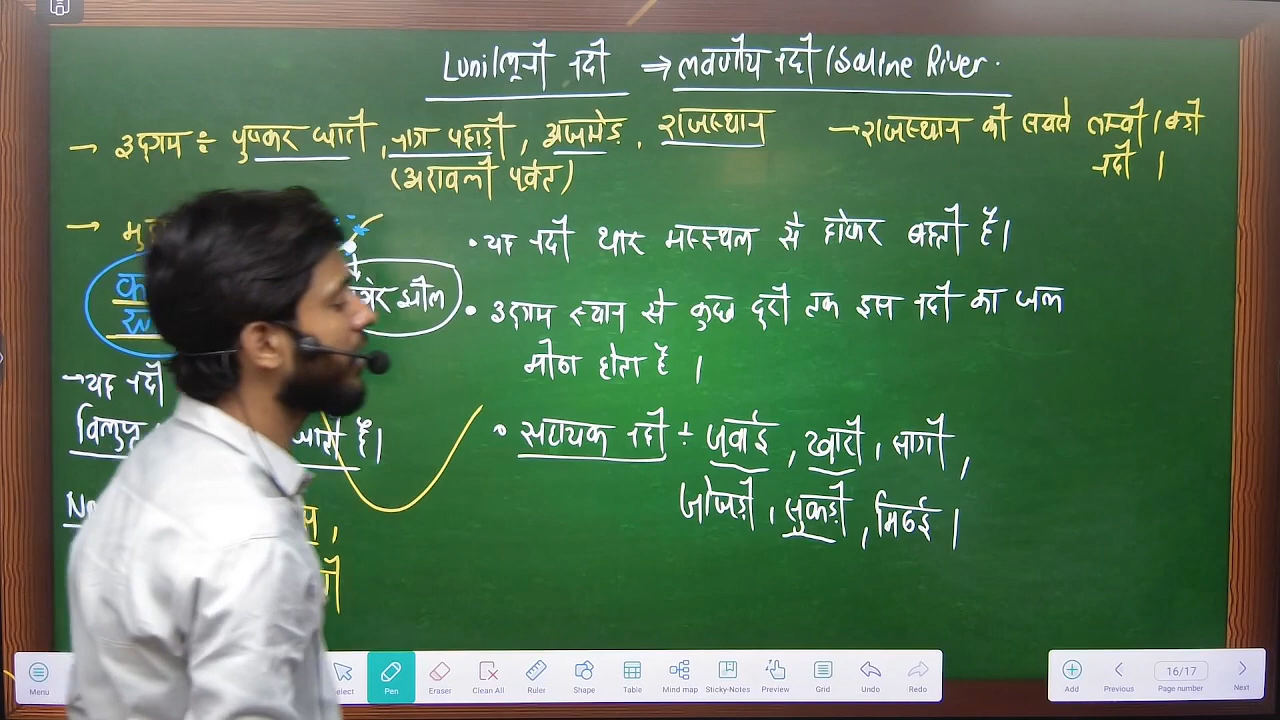 Luni/लूनी नदी ⇒ लवणीय नदी/Saline River.
→ उद्गम ÷ पुष्कर घाटी, नाग पहाड़ी, अजमेड़, राजस्थान
(अरावली पर्वत)
→ राजस्थान की सबसे लम्बी/बड़ी
नदी।
• यह नदी थार मरुस्थल से होकर बहती है।
झील
• उद्गम स्थान से कुछ दूरी तक इस नदी का जल
मीठा होता है।
→ यह नदी
विलुप्त जाती है।
• सहायक नदी ÷ जवाई, खारी, सागी,
जोजड़ी, सुकड़ी, मिठई।
Menu
Select
Pen
Eraser
Clean All
Ruler
Shape
Table
Mind map
Sticky-Notes
Preview
Grid
Undo
Redo
Add
Previous
16/17
Page number
Next